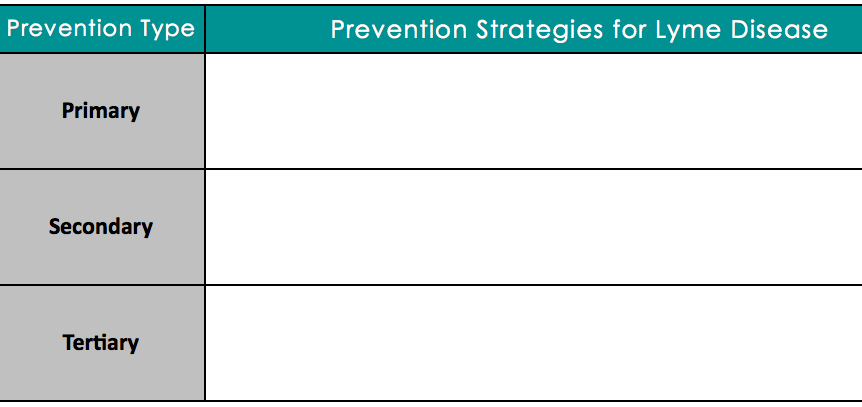 Prevention Type
Prevention Strategies for Lyme Disease
Primary
Secondary
Tertiary